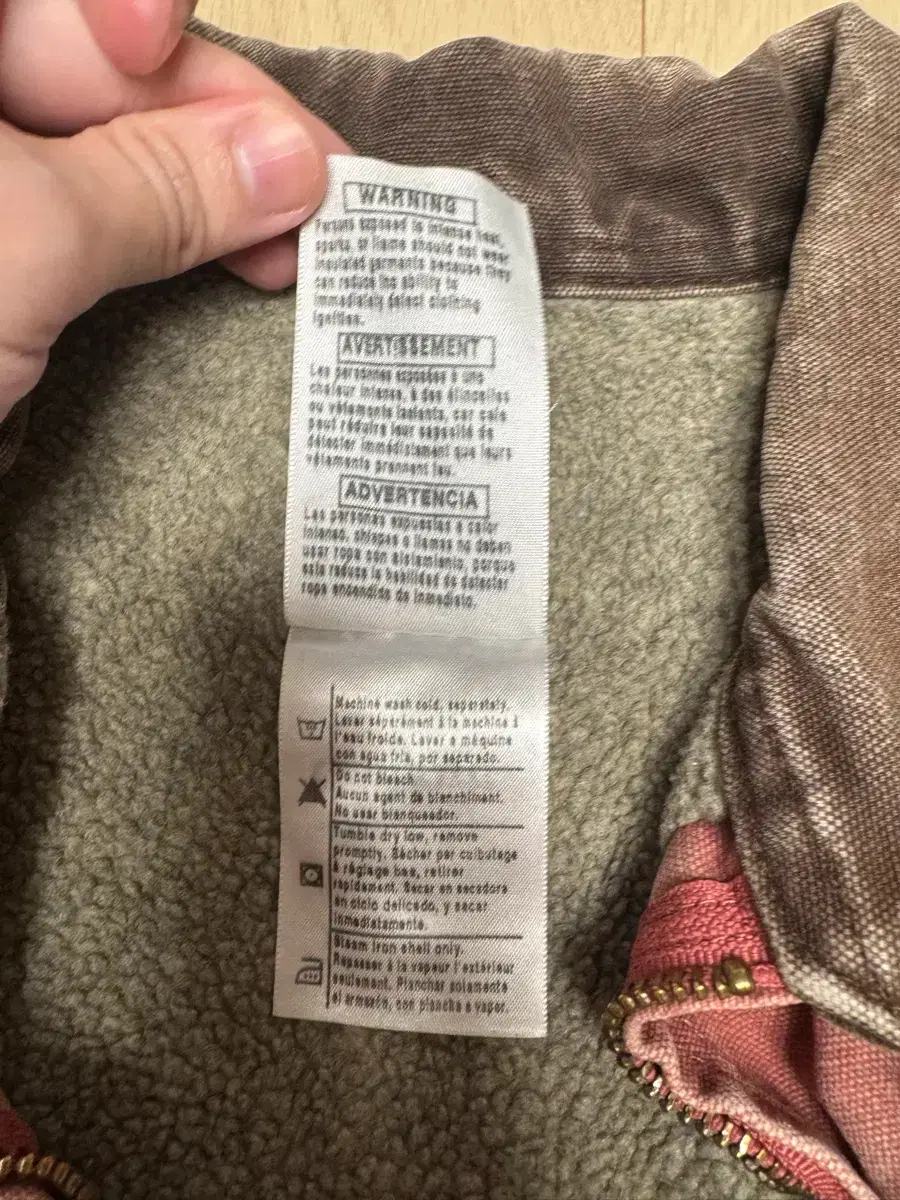 WARNING
Persons exposed to intense heat,
sparks, or flame should not wear
insulated garments because they
can reduce the ability to
immediately detect clothing
ignition.
AVERTISSEMENT
Les personnes exposées à une
chaleur intense, à des étincelles
ou vêtements isolants, car cela
peut réduire leur capacité de
détecter immédiatement que leurs
vêtements prennent feu.
ADVERTENCIA
Las personas expuestas a calor
intenso, chispas o llamas no deben
usar ropa con aislamiento, porque
esto reduce la habilidad de detectar
ropa encendida de inmediato.
Machine wash cold, separately.
Laver séparément à la machine à
l'eau froide. Lavar a máquina
con agua fría, por separado.
Do not bleach.
Aucun agent de blanchiment.
No usar blanqueador.
Tumble dry low, remove
promptly. Sécher par culbutage
à réglage bas, retirer
rapidement. Secar en secadora
en ciclo delicado, y sacar
inmediatamente.
Steam iron shell only.
Repasser à la vapeur l'extérieur
seulement. Planchar solamente
el armazón, con plancha a vapor.